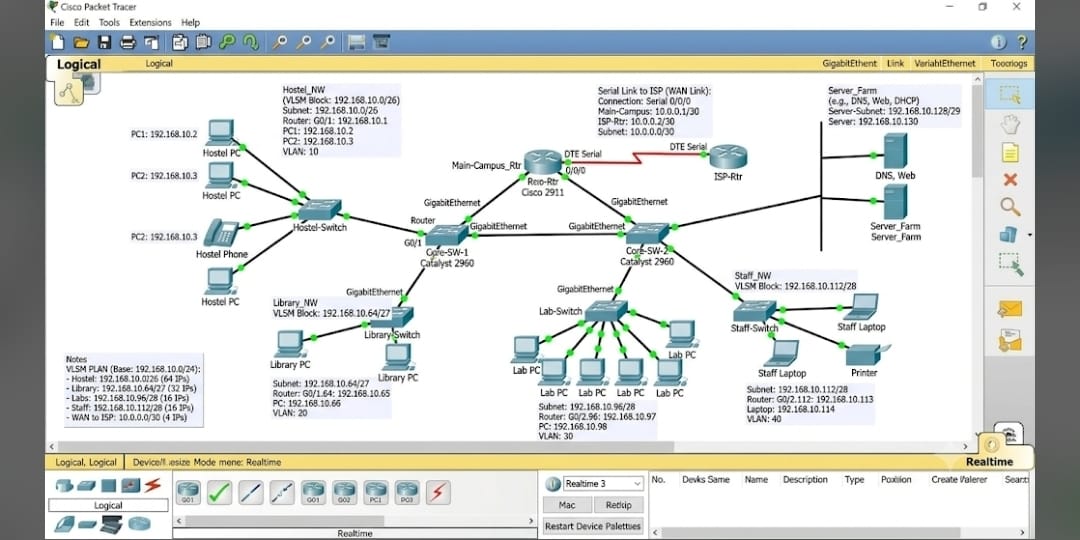 Cisco Packet Tracer
File Edit Tools Extensions Help
Logical
Logical
GigabitEthent Link VariahtEthernet Tooorıogs
Hostel_NW
(VLSM Block: 192.168.10.0/26)
Subnet: 192.168.10.0/26
Router: G0/1: 192.168.10.1
PC1: 192.168.10.2
PC2: 192.168.10.3
VLAN: 10
Serial Link to ISP (WAN Link):
Connection: Serial 0/0/0
Main-Campus: 10.0.0.1/30
ISP-Rtr: 10.0.0.2/30
Subnet: 10.0.0.0/30
Server_Farm
(e.g., DNS, Web, DHCP)
Server-Subnet: 192.168.10.128/29
Server: 192.168.10.130
PC1: 192.168.10.2
Hostel PC
PC2: 192.168.10.3
Hostel PC
PC2: 192.168.10.3
Hostel Phone
Hostel PC
Hostel-Switch
Main-Campus_Rtr
DTE Serial
DTE Serial
0/0/0
Cisco 2911
ISP-Rtr
DNS, Web
Server_Farm
Server_Farm
GigabitEthernet
GigabitEthernet
Router
G0/1
GigabitEthernet
GigabitEthernet
Core-SW-1
Catalyst 2960
Core-SW-2
Catalyst 2960
GigabitEthernet
GigabitEthernet
Library_NW
VLSM Block: 192.168.10.64/27
Library-Switch
Library PC
Library PC
Subnet: 192.168.10.64/27
Router: G0/1.64: 192.168.10.65
PC: 192.168.10.66
VLAN: 20
Lab-Switch
Lab PC
Lab PC
Lab PC
Lab PC
Lab PC
Lab PC
Subnet: 192.168.10.96/28
Router: G0/2.96: 192.168.10.97
PC: 192.168.10.98
VLAN: 30
Staff_NW
VLSM Block: 192.168.10.112/28
Staff-Switch
Staff Laptop
Staff Laptop
Printer
Subnet: 192.168.10.112/28
Router: G0/2.112: 192.168.10.113
Laptop: 192.168.10.114
VLAN: 40
Notes
VLSM PLAN (Base: 192.168.10.0/24):
- Hostel: 192.168.10.0/26 (64 IPs)
- Library: 192.168.10.64/27 (32 IPs)
- Labs: 192.168.10.96/28 (16 IPs)
- Staff: 192.168.10.112/28 (16 IPs)
- WAN to ISP: 10.0.0.0/30 (4 IPs)
Logical, Logical
Mode mene: Realtime
Realtime
Logical
G01 G01 G02 PC1 PG3
Realtime
Realtime 3
Mac Retkip
Restart Device Palettues
No. Devks Same Name Description Type Create Valerer